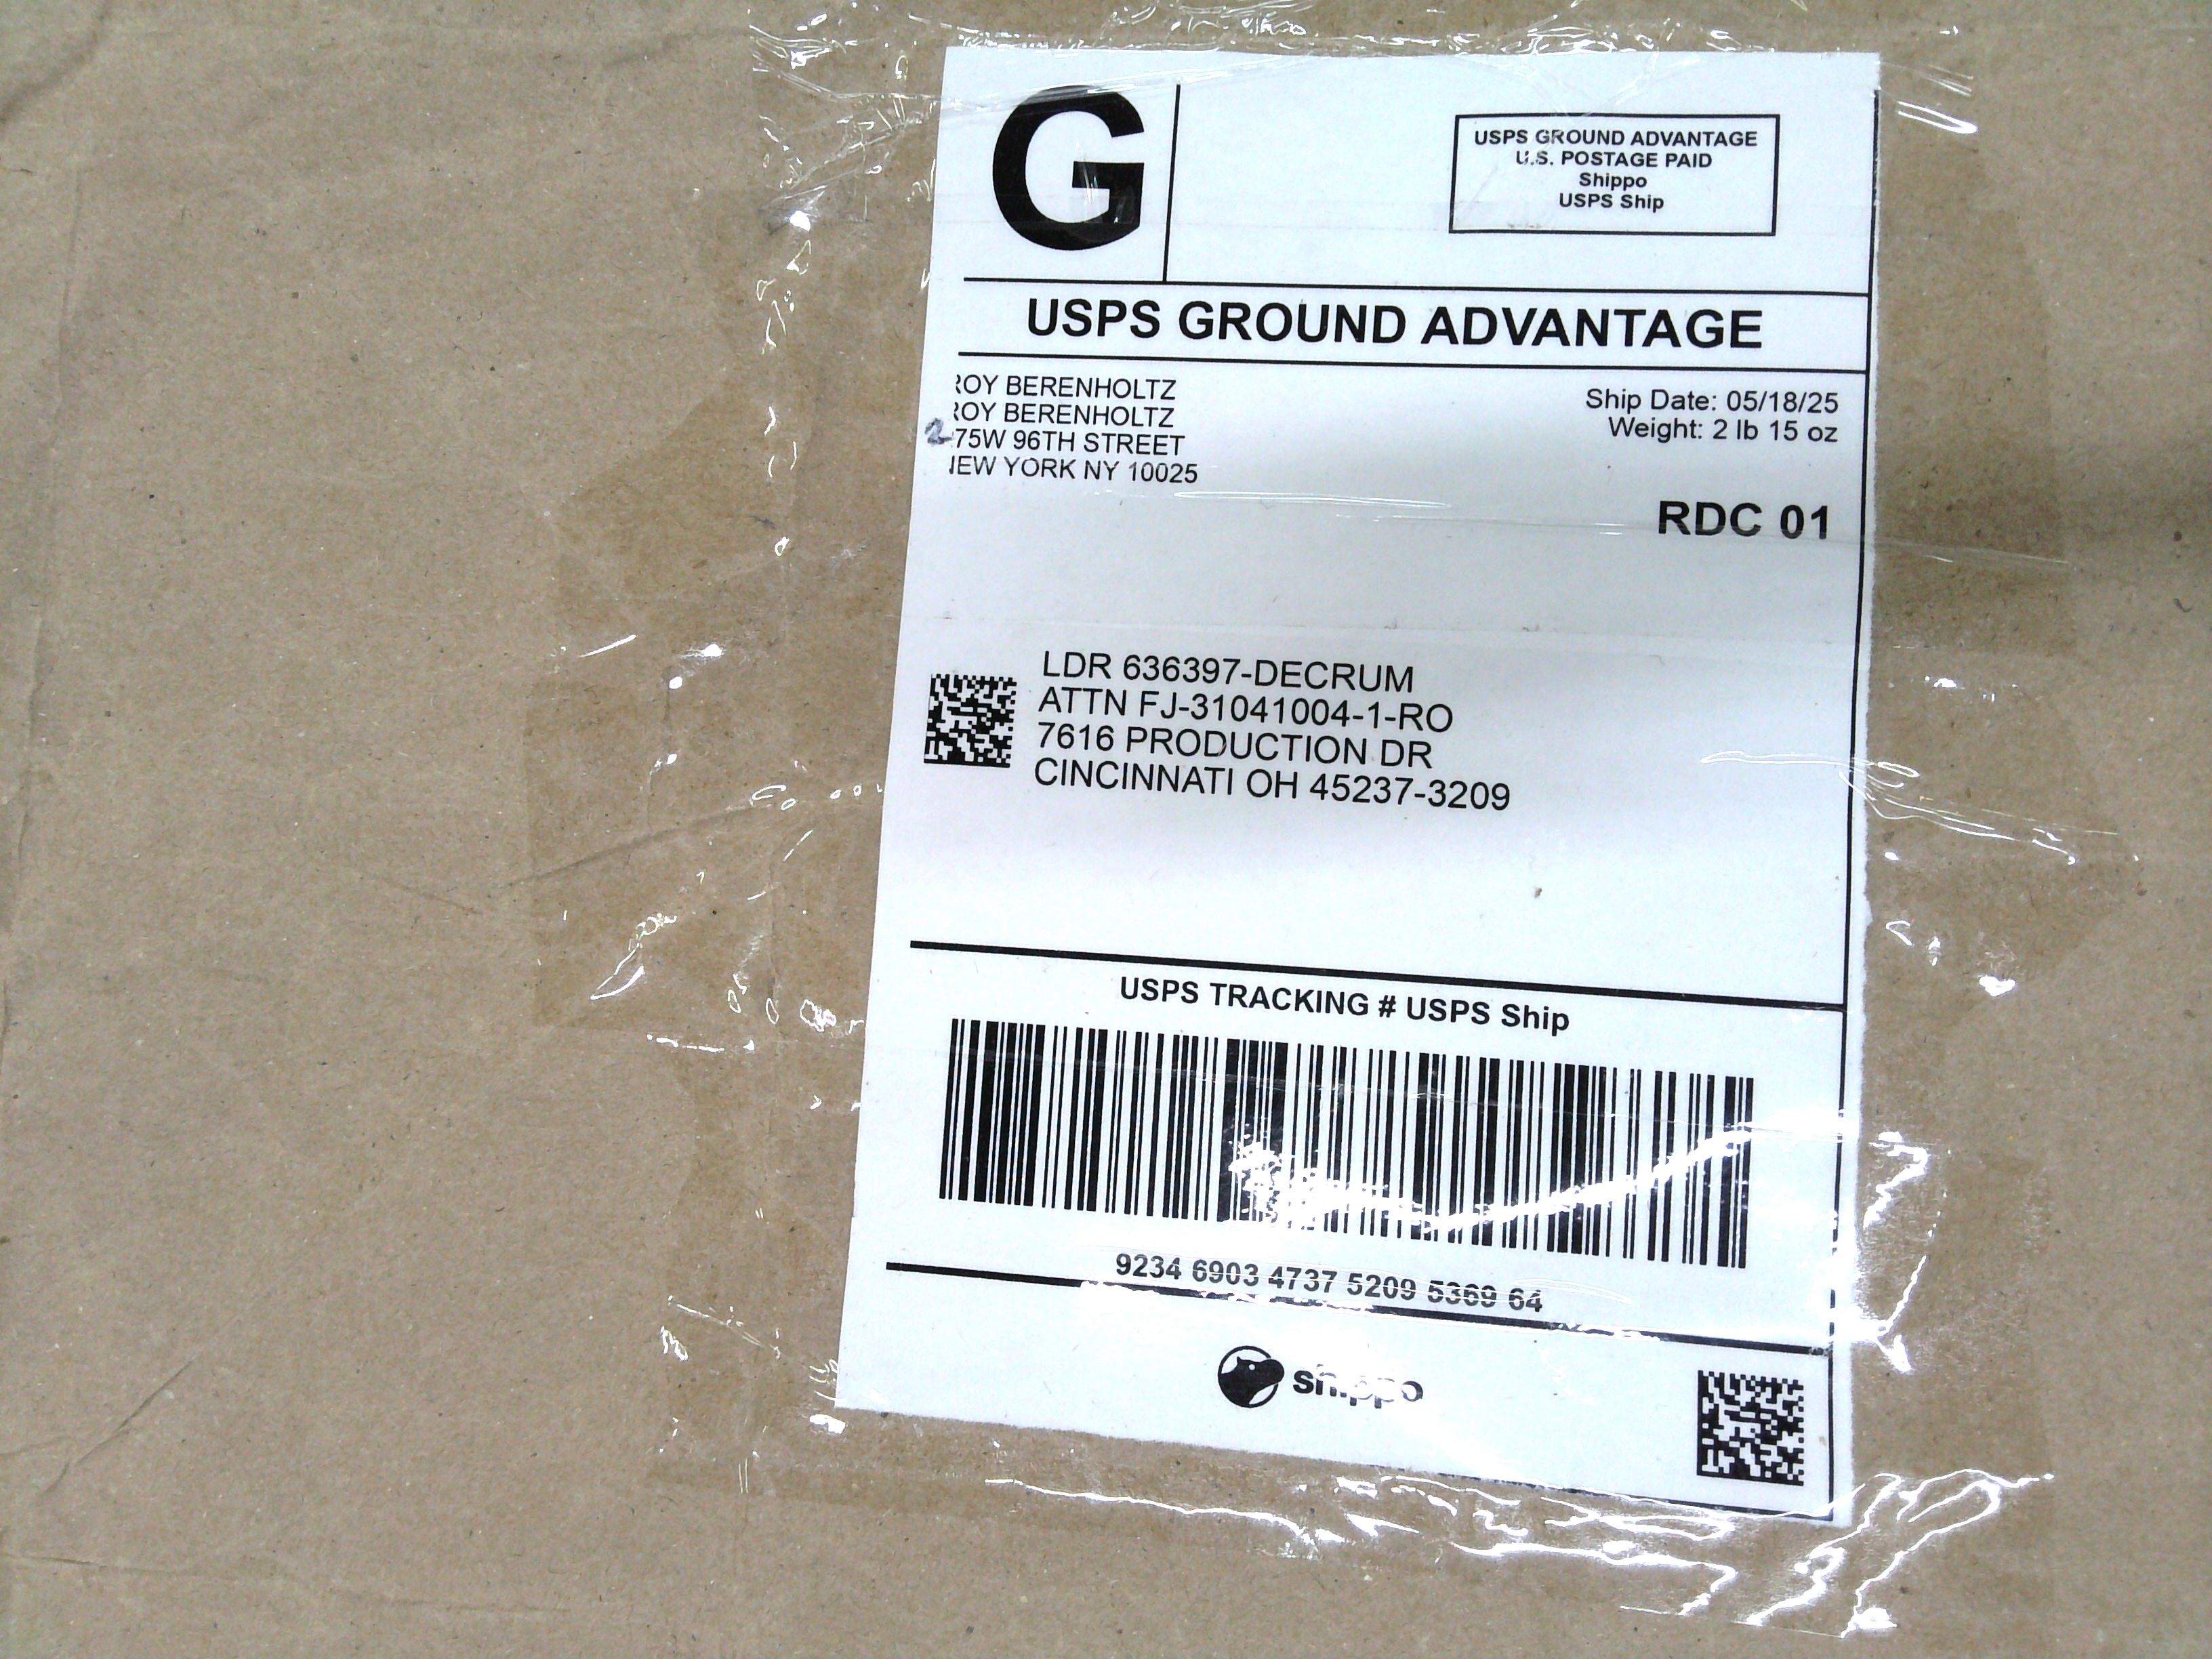 G
USPS GROUND ADVANTAGE
U.S. POSTAGE PAID
Shippo
USPS Ship
USPS GROUND ADVANTAGE
ROY BERENHOLTZ
ROY BERENHOLTZ
275W 96TH STREET
NEW YORK NY 10025
Ship Date: 05/18/25
Weight: 2 lb 15 oz
RDC 01
LDR 636397-DECRUM
ATTN FJ-31041004-1-RO
7616 PRODUCTION DR
CINCINNATI OH 45237-3209
USPS TRACKING # USPS Ship
9234 6903 4737 5209 5369 64
shippo